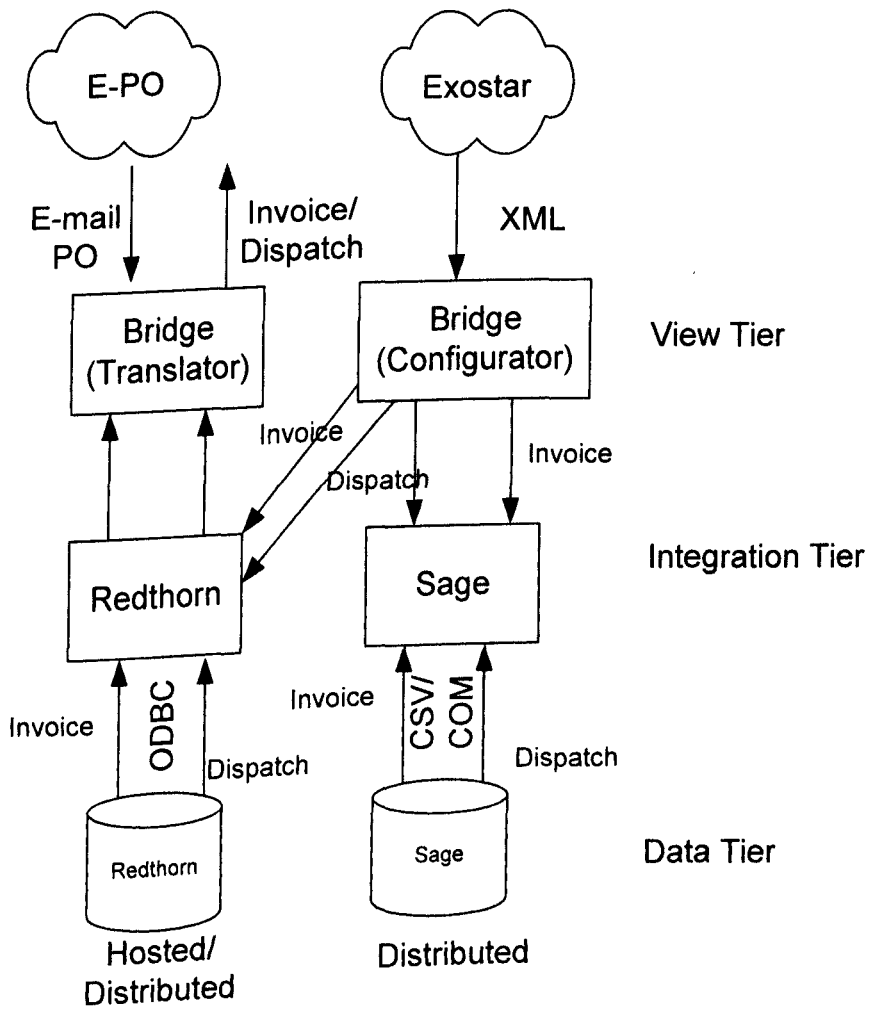 E-PO
Exostar
E-mail
PO
Invoice/
Dispatch
XML
Bridge
(Translator)
Bridge
(Configurator)
View Tier
Invoice
Dispatch
Invoice
Redthorn
Sage
Integration Tier
Invoice
ODBC
Dispatch
Invoice
CSV/
COM
Dispatch
Redthorn
Sage
Data Tier
Hosted/
Distributed
Distributed